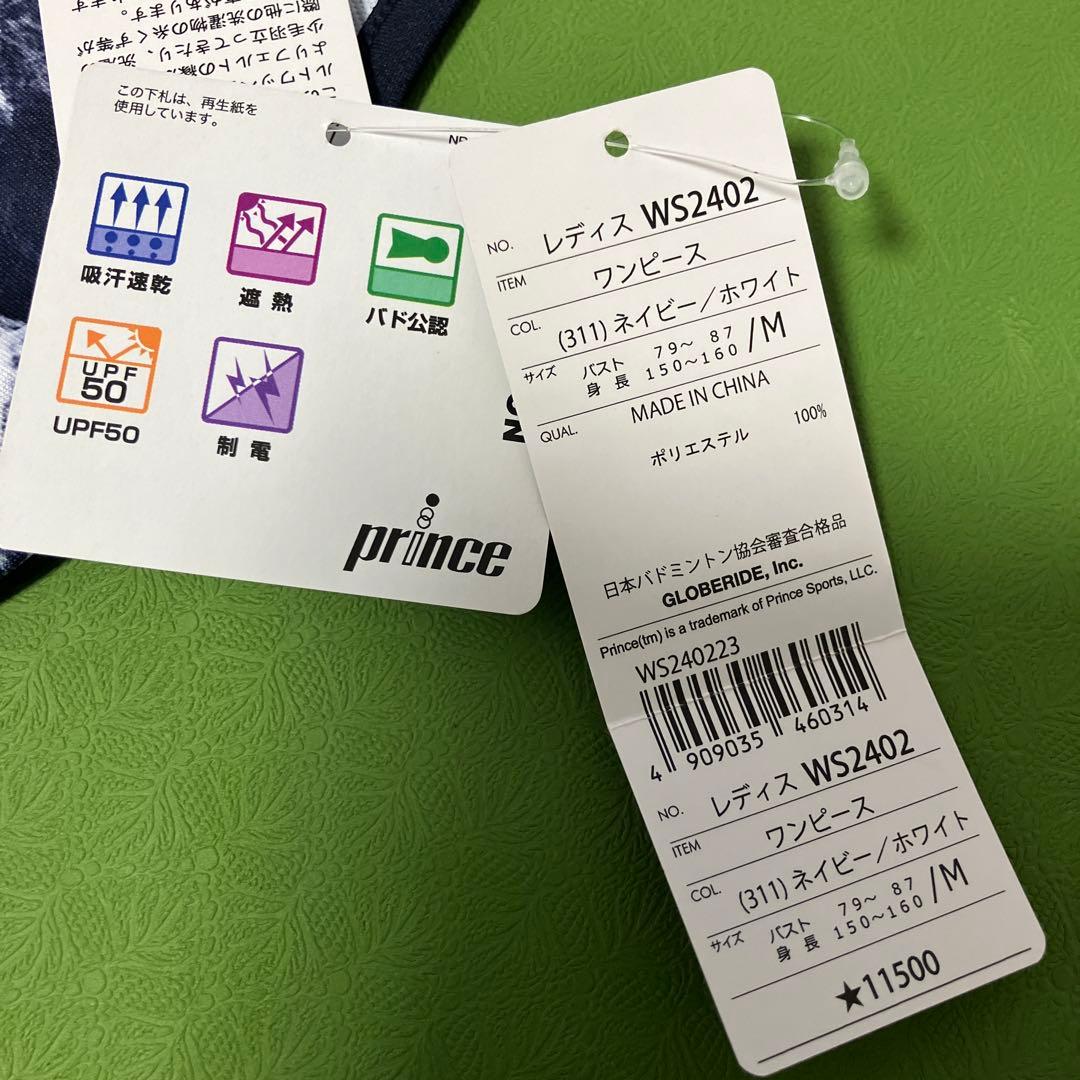 この下札は、再生紙を
使用しています。
吸汗速乾
遮熱
バド公認
UPF
50
UPF50
制電
prince
NO. レディス WS2402
ITEM ワンピース
COL. (311) ネイビー/ホワイト
サイズ バスト 79~ 87 /M
身長 150~160
MADE IN CHINA
QUAL.
ポリエステル 100%
日本バドミントン協会審査合格品
GLOBERIDE, Inc.
Prince(tm) is a trademark of Prince Sports, LLC.
WS240223
4 909035 460314
NO. レディス WS2402
ITEM ワンピース
COL. (311) ネイビー/ホワイト
サイズ バスト 79~ 87 /M
身長 150~160
★11500